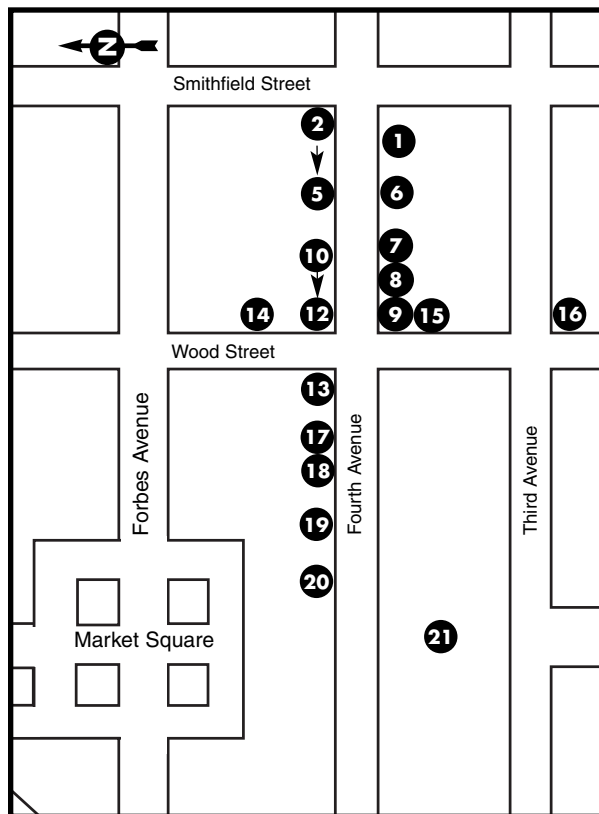 N
Smithfield Street
2
1
5
6
7
10
8
14
12
9
15
16
Wood Street
13
Forbes Avenue
17
Fourth Avenue
Third Avenue
18
19
20
Market Square
21